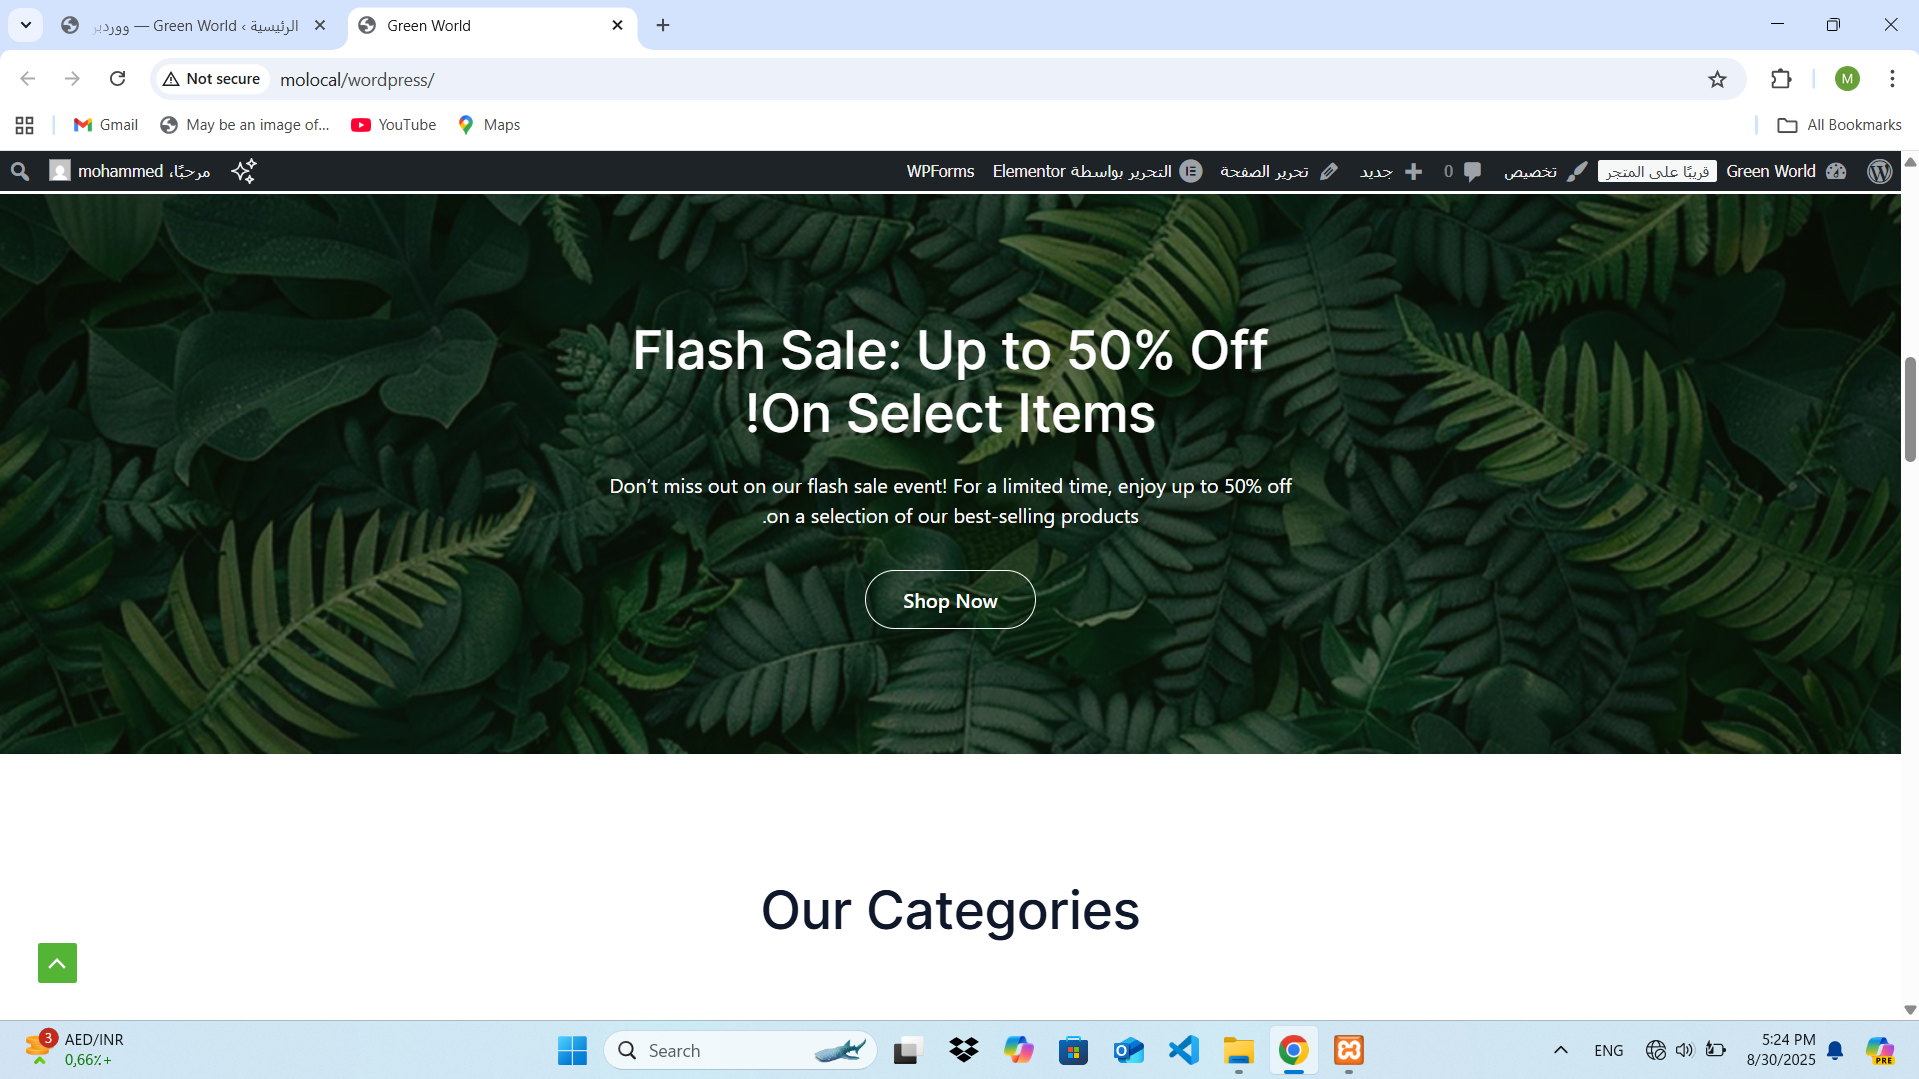 الرئيسية ‹ Green World — ووردبر
Green World
Not secure
molocal/wordpress/
M
Gmail
May be an image of...
YouTube
Maps
All Bookmarks
مرحبًا، mohammed
WPForms
التحرير بواسطة Elementor
تحرير الصفحة
جديد
0
تخصيص
قريبًا على المتجر
Green World
Flash Sale: Up to 50% Off
On Select Items!
Don’t miss out on our flash sale event! For a limited time, enjoy up to 50% off
on a selection of our best-selling products.
Shop Now
Our Categories
3
AED/INR
0,66٪+
Search
ENG
5:24 PM
8/30/2025
PRE